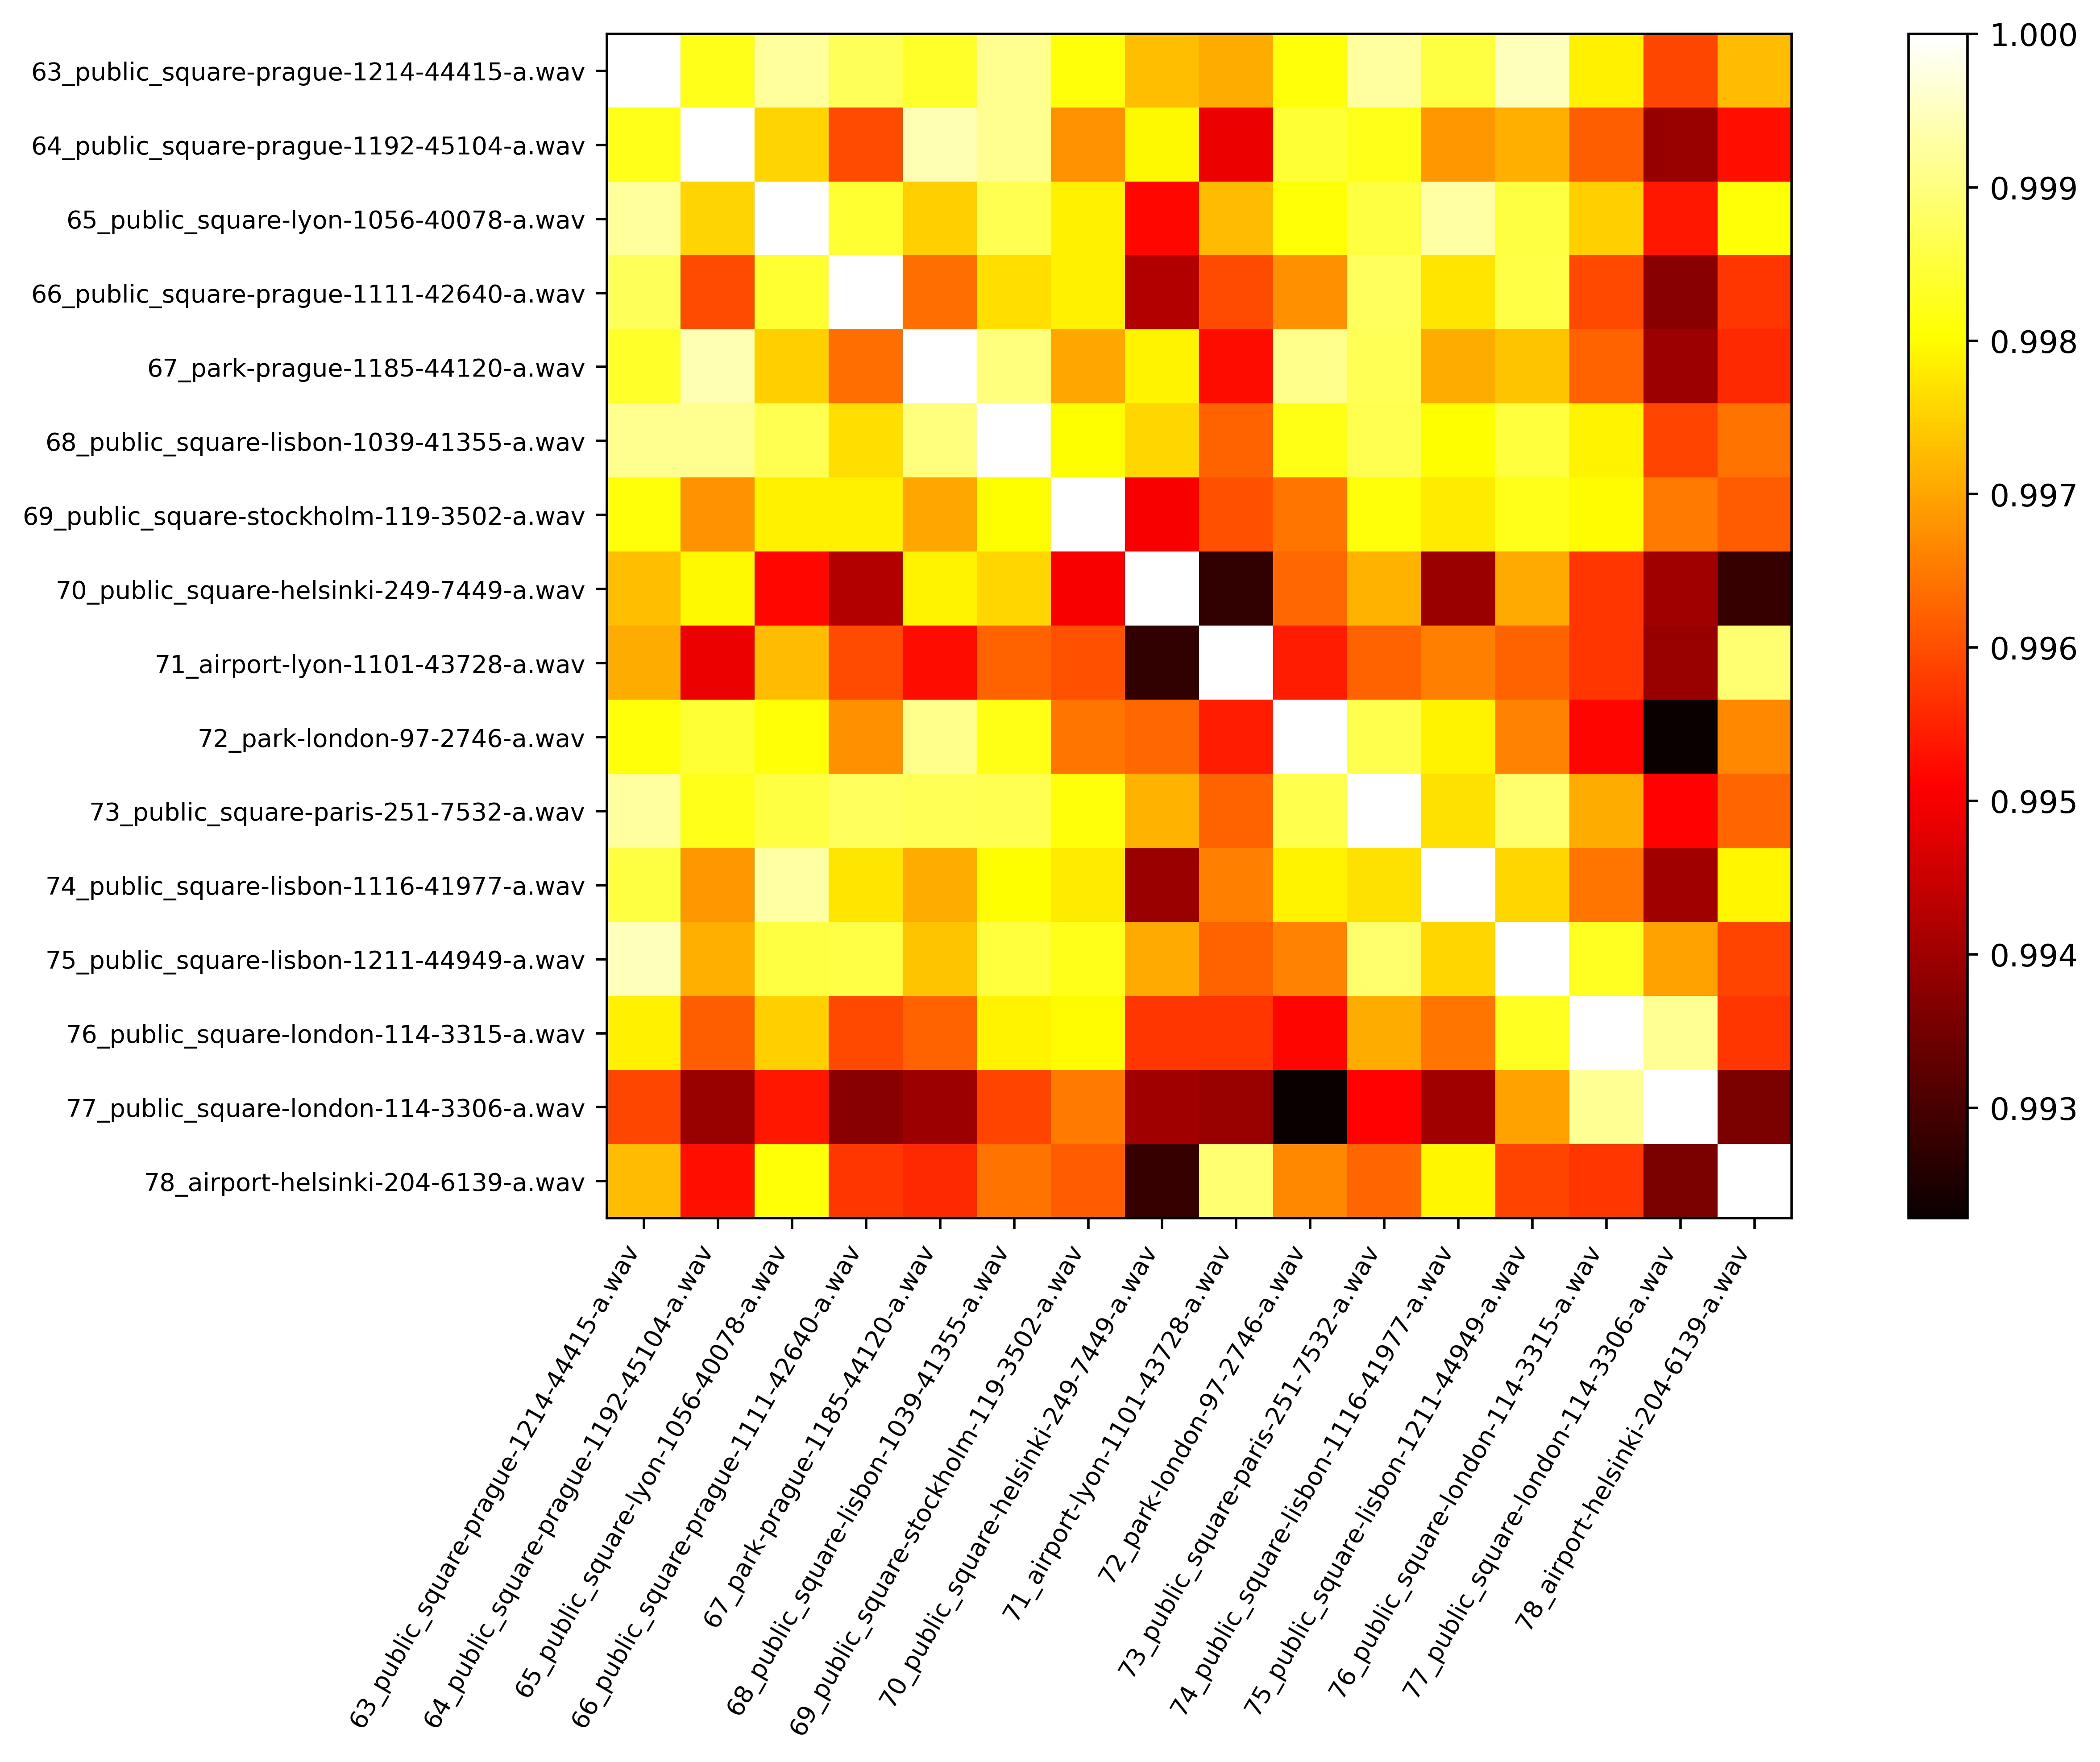 63_public_square-prague-1214-44415-a.wav
64_public_square-prague-1192-45104-a.wav
65_public_square-lyon-1056-40078-a.wav
66_public_square-prague-1111-42640-a.wav
67_park-prague-1185-44120-a.wav
68_public_square-lisbon-1039-41355-a.wav
69_public_square-stockholm-119-3502-a.wav
70_public_square-helsinki-249-7449-a.wav
71_airport-lyon-1101-43728-a.wav
72_park-london-97-2746-a.wav
73_public_square-paris-251-7532-a.wav
74_public_square-lisbon-1116-41977-a.wav
75_public_square-lisbon-1211-44949-a.wav
76_public_square-london-114-3315-a.wav
77_public_square-london-114-3306-a.wav
78_airport-helsinki-204-6139-a.wav
63_public_square-prague-1214-44415-a.wav
64_public_square-prague-1192-45104-a.wav
65_public_square-lyon-1056-40078-a.wav
66_public_square-prague-1111-42640-a.wav
67_park-prague-1185-44120-a.wav
68_public_square-lisbon-1039-41355-a.wav
69_public_square-stockholm-119-3502-a.wav
70_public_square-helsinki-249-7449-a.wav
71_airport-lyon-1101-43728-a.wav
72_park-london-97-2746-a.wav
73_public_square-paris-251-7532-a.wav
74_public_square-lisbon-1116-41977-a.wav
75_public_square-lisbon-1211-44949-a.wav
76_public_square-london-114-3315-a.wav
77_public_square-london-114-3306-a.wav
78_airport-helsinki-204-6139-a.wav
1.000
0.999
0.998
0.997
0.996
0.995
0.994
0.993